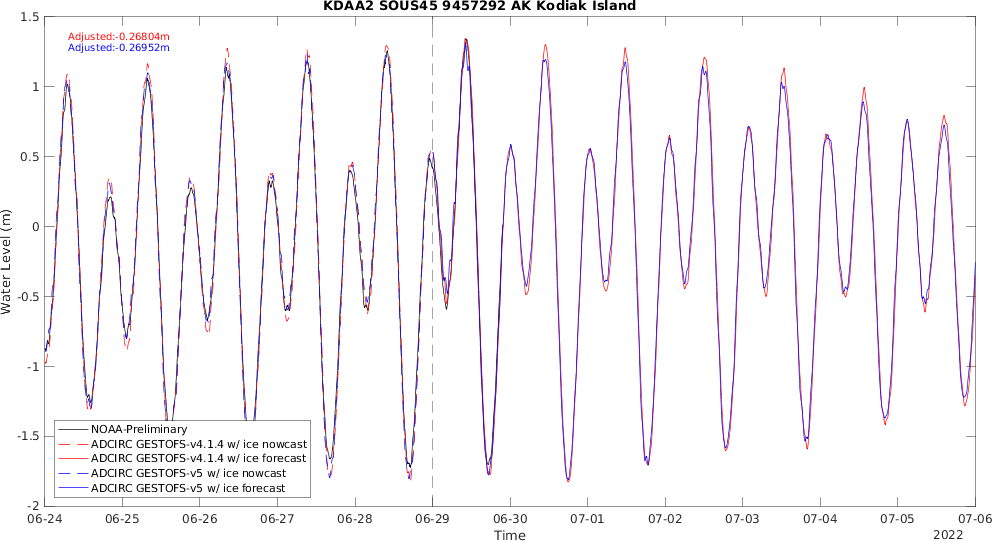 KDAA2 SOUS45 9457292 AK Kodiak Island
Adjusted:-0.26804m
Adjusted:-0.26952m
Water Level (m)
1.5
1
0.5
0
-0.5
-1
-1.5
-2
NOAA-Preliminary
ADCIRC GESTOFS-v4.1.4 w/ ice nowcast
ADCIRC GESTOFS-v4.1.4 w/ ice forecast
ADCIRC GESTOFS-v5 w/ ice nowcast
ADCIRC GESTOFS-v5 w/ ice forecast
06-24 06-25 06-26 06-27 06-28 06-29 06-30 07-01 07-02 07-03 07-04 07-05 07-06
Time
2022